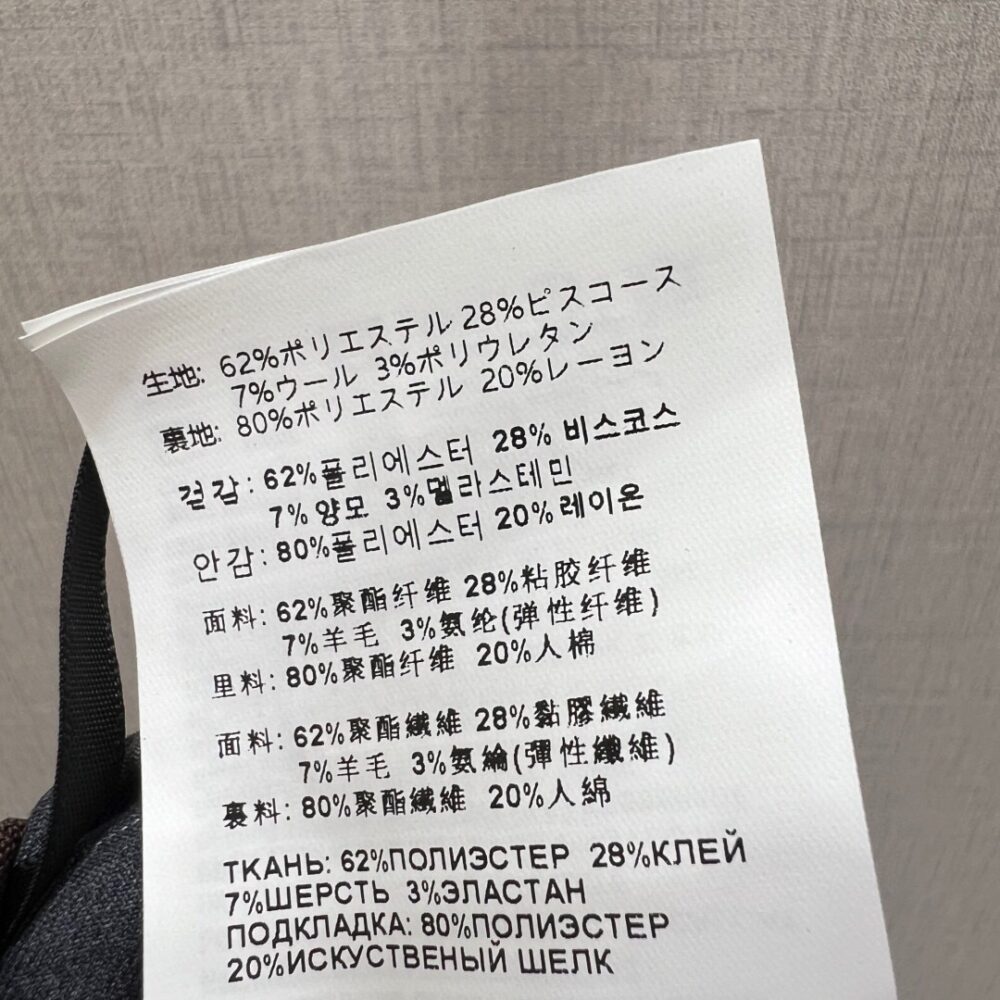 生地: 62%ポリエステル 28%ビスコース
7%ウール 3%ポリウレタン
裏地: 80%ポリエステル 20%レーヨン
겉감: 62%폴리에스터 28% 비스코스
7% 양모 3%멜라스테민
안감: 80%폴리에스터 20%레이온
面料: 62%聚酯纤维 28%粘胶纤维
7%羊毛 3%氨纶(弹性纤维)
里料: 80%聚酯纤维 20%人棉
面料: 62%聚酯纖維 28%黏膠纖維
7%羊毛 3%氨綸(彈性纖維)
裏料: 80%聚酯纖維 20%人綿
ТКАНЬ: 62%ПОЛИЭСТЕР 28%КЛЕЙ
7%ШЕРСТЬ 3%ЭЛАСТАН
ПОДКЛАДКА: 80%ПОЛИЭСТЕР
20%ИСКУСТВЕНЫЙ ШЕЛК